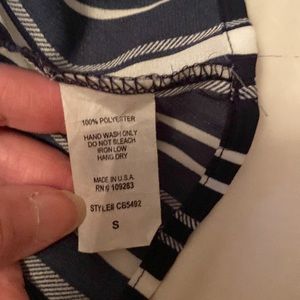 100% POLYESTER
HAND WASH ONLY
DO NOT BLEACH
IRON LOW
HANG DRY
MADE IN U.S.A.
RN # 109263
STYLE# CB5492
S